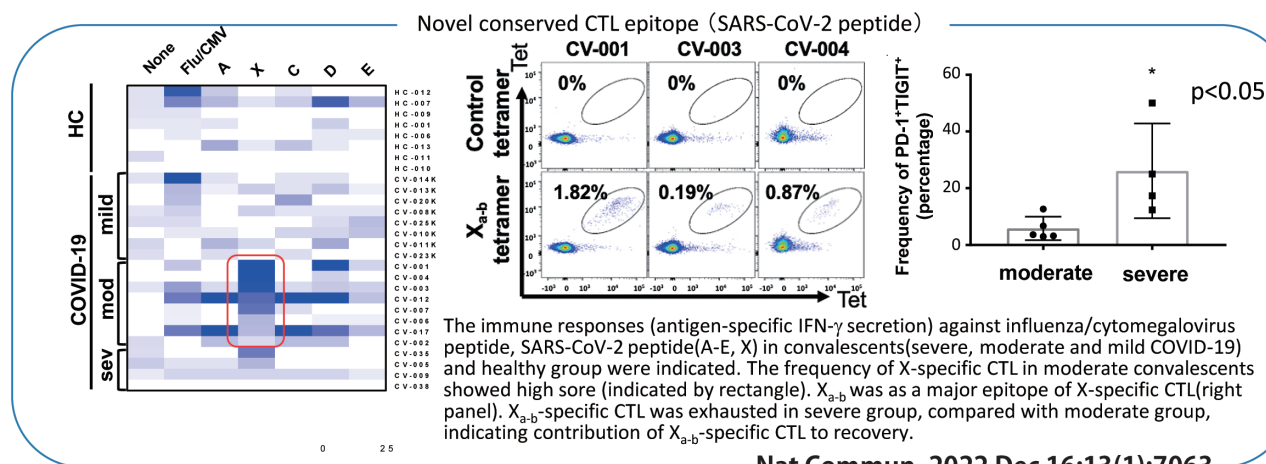 Novel conserved CTL epitope（SARS-CoV-2 peptide）
None
Flu/CMV
A
X
C
D
E
HC
COVID-19
mild
mod
sev
HC-012
HC-007
HC-009
HC-001
HC-006
HC-013
HC-011
HC-010
CV-014K
CV-013K
CV-020K
CV-008K
CV-025K
CV-010K
CV-011K
CV-023K
CV-001
CV-004
CV-003
CV-012
CV-007
CV-006
CV-017
CV-002
CV-035
CV-005
CV-009
CV-038
0 25
Tet
CV-001 CV-003 CV-004
Control tetramer
0% 0% 0%
Xa-b tetramer
1.82% 0.19% 0.87%
Tet
Frequency of PD-1+TIGIT+
(percentage)
60
40
20
0
*
p<0.05
moderate severe
The immune responses (antigen-specific IFN-γ secretion) against influenza/cytomegalovirus
peptide, SARS-CoV-2 peptide(A-E, X) in convalescents(severe, moderate and mild COVID-19)
and healthy group were indicated. The frequency of X-specific CTL in moderate convalescents
showed high sore (indicated by rectangle). Xa-b was as a major epitope of X-specific CTL(right
panel). Xa-b-specific CTL was exhausted in severe group, compared with moderate group,
indicating contribution of Xa-b-specific CTL to recovery.
Nat Commun. 2022 Dec 16;13(1):7063